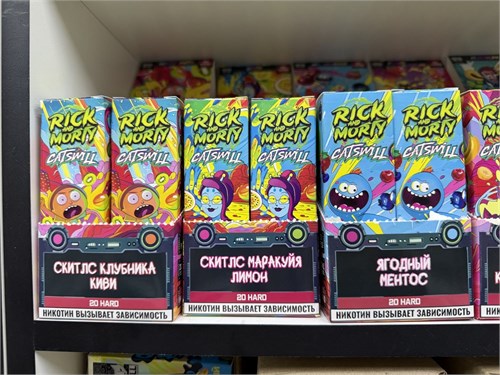 RICK
AND
MORTY
CATSWILL
RICK
AND
MORTY
CATSWILL
RICK
AND
MORTY
CATSWILL
RICK
AND
MORTY
CATSWILL
RICK
AND
MORTY
CATSWILL
RICK
AND
MORTY
CATSWILL
СКИТЛС КЛУБНИКА
КИВИ
20 HARD
НИКОТИН ВЫЗЫВАЕТ ЗАВИСИМОСТЬ
СКИТЛС МАРАКУЙЯ
ЛИМОН
20 HARD
НИКОТИН ВЫЗЫВАЕТ ЗАВИСИМОСТЬ
ЯГОДНЫЙ
МЕНТОС
20 HARD
НИКОТИН ВЫЗЫВАЕТ ЗАВИСИМОСТЬ